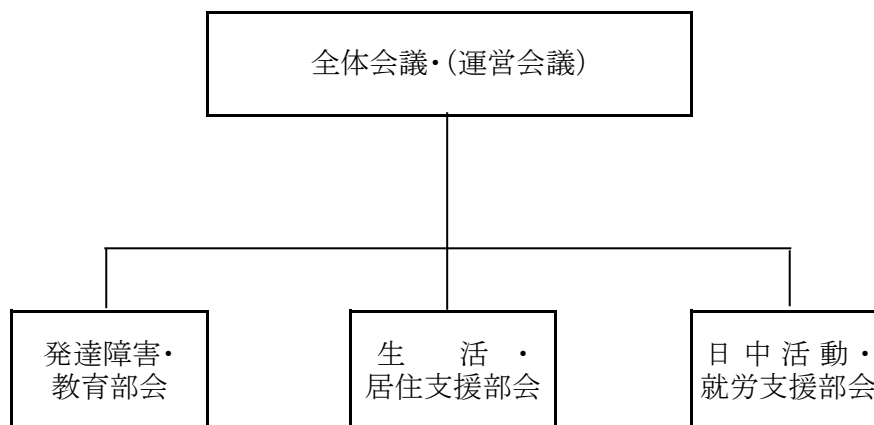 全体会議・（運営会議）
発達障害・
教育部会
生活・
居住支援部会
日中活動・
就労支援部会